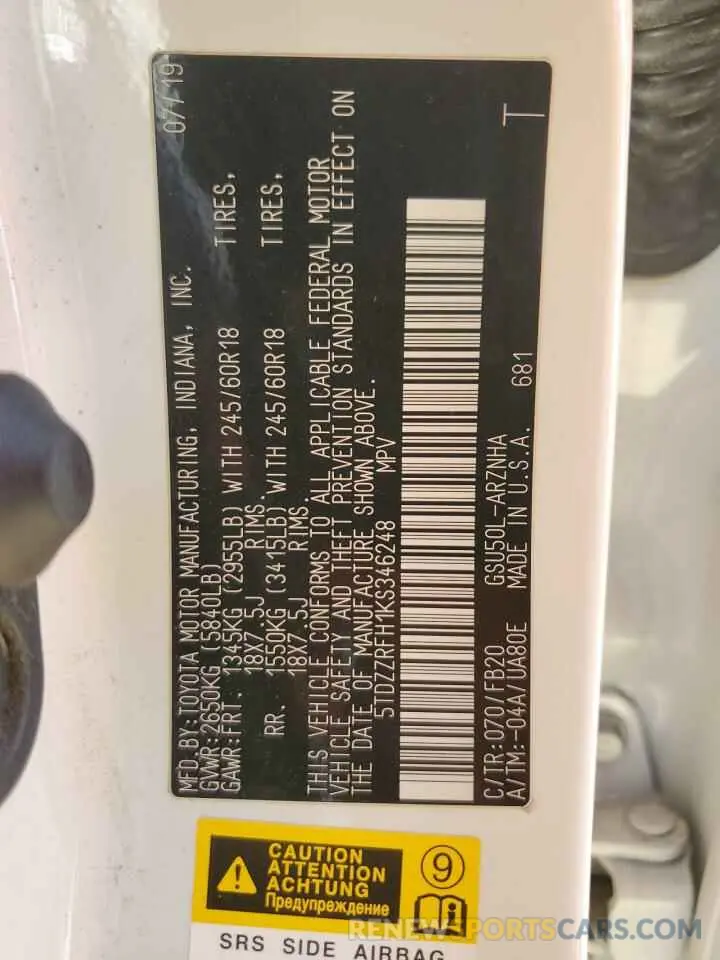 MFD.BY:TOYOTA MOTOR MANUFACTURING, INDIANA, INC. 07/19
GVWR:2650KG (5840LB)
GAWR:FRT. 1345KG (2955LB) WITH 245/60R18 TIRES,
18X7.5J RIMS.
RR. 1550KG (3415LB) WITH 245/60R18 TIRES,
18X7.5J RIMS.
THIS VEHICLE CONFORMS TO ALL APPLICABLE FEDERAL MOTOR
VEHICLE SAFETY AND THEFT PREVENTION STANDARDS IN EFFECT ON
THE DATE OF MANUFACTURE SHOWN ABOVE.
5TDZZRFH1KS346248 MPV
C/TR:070/FB20 GSU50L-ARZNHA
A/TM:-04A/UA80E MADE IN U.S.A. 681 T
CAUTION
ATTENTION
ACHTUNG
Предупреждение
9
SRS SIDE AIRBAG
RENEWSPORTSCARS.COM